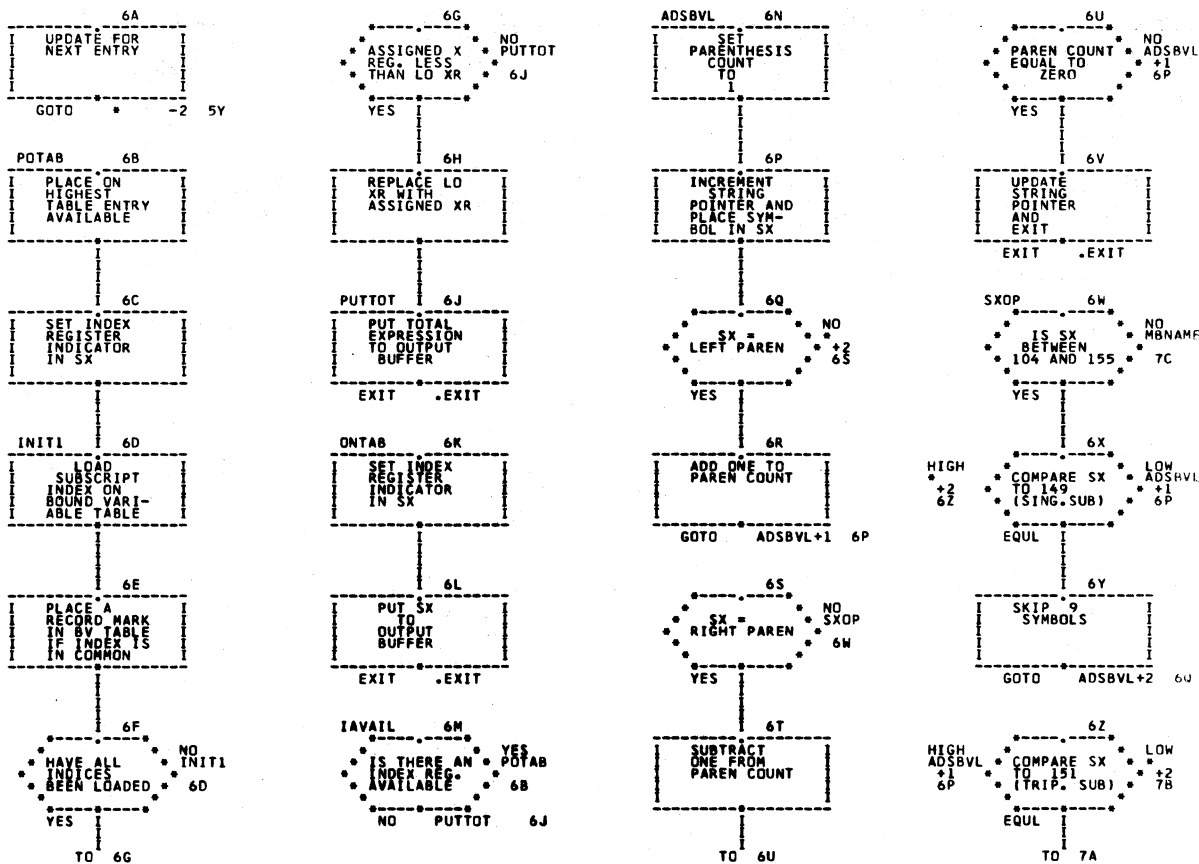 6A
UPDATE FOR
NEXT ENTRY
GOTO * -2 5Y
POTAB 6B
PLACE ON
HIGHEST
TABLE ENTRY
AVAILABLE
6C
SET INDEX
REGISTER
INDICATOR
IN SX
INIT1 6D
LOAD
SUBSCRIPT
INDEX ON
BOUND VARI-
ABLE TABLE
6E
PLACE A
RECORD MARK
IN BV TABLE
IF INDEX IS
IN COMMON
6F
HAVE ALL
INDICES
BEEN LOADED
NO
INIT1
6D
YES
TO 6G
6G
ASSIGNED X
REG. LESS
THAN LO XR
NO
PUTTOT
6J
YES
6H
REPLACE LO
XR WITH
ASSIGNED XR
PUTTOT 6J
PUT TOTAL
EXPRESSION
TO OUTPUT
BUFFER
EXIT .EXIT
ONTAB 6K
SET INDEX
REGISTER
INDICATOR
IN SX
6L
PUT SX
TO
OUTPUT
BUFFER
EXIT .EXIT
IAVAIL 6M
IS THERE AN
INDEX REG.
AVAILABLE
YES
POTAB
6B
NO PUTTOT 6J
ADSBVL 6N
SET
PARENTHESIS
COUNT
TO
1
6P
INCREMENT
STRING
POINTER AND
PLACE SYM-
BOL IN SX
6Q
SX =
LEFT PAREN
NO
*
+2
6S
YES
6R
ADD ONE TO
PAREN COUNT
GOTO ADSBVL+1 6P
6S
SX =
RIGHT PAREN
NO
SXOP
6W
YES
6T
SUBTRACT
ONE FROM
PAREN COUNT
TO 6U
6U
PAREN COUNT
EQUAL TO
ZERO
NO
ADSBVL
+1
6P
YES
6V
UPDATE
STRING
POINTER
AND
EXIT
EXIT .EXIT
SXOP 6W
IS SX
BETWEEN
104 AND 155
NO
MBNAME
7C
YES
6X
HIGH
*
+2
6Z
COMPARE SX
TO 149
(SING.SUB)
LOW
ADSBVL
+1
6P
EQUL
6Y
SKIP 9
SYMBOLS
GOTO ADSBVL+2 6Q
6Z
HIGH
ADSBVL
+1
6P
COMPARE SX
TO 151
(TRIP. SUB)
LOW
*
+2
7B
EQUL
TO 7A